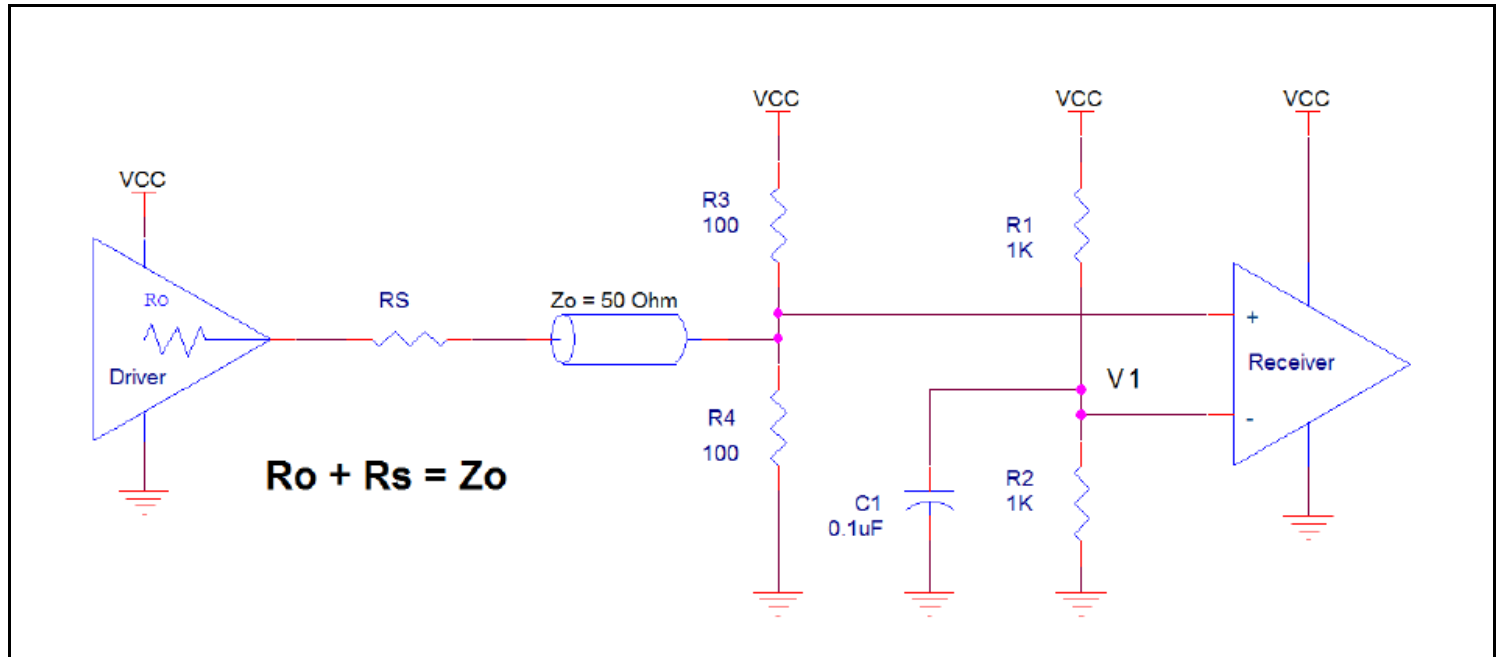 VCC
VCC
VCC
VCC
R3
100
R1
1K
Ro
RS
Zo = 50 Ohm
+
Driver
Receiver
V1
-
R4
100
Ro + Rs = Zo
R2
1K
C1
0.1uF